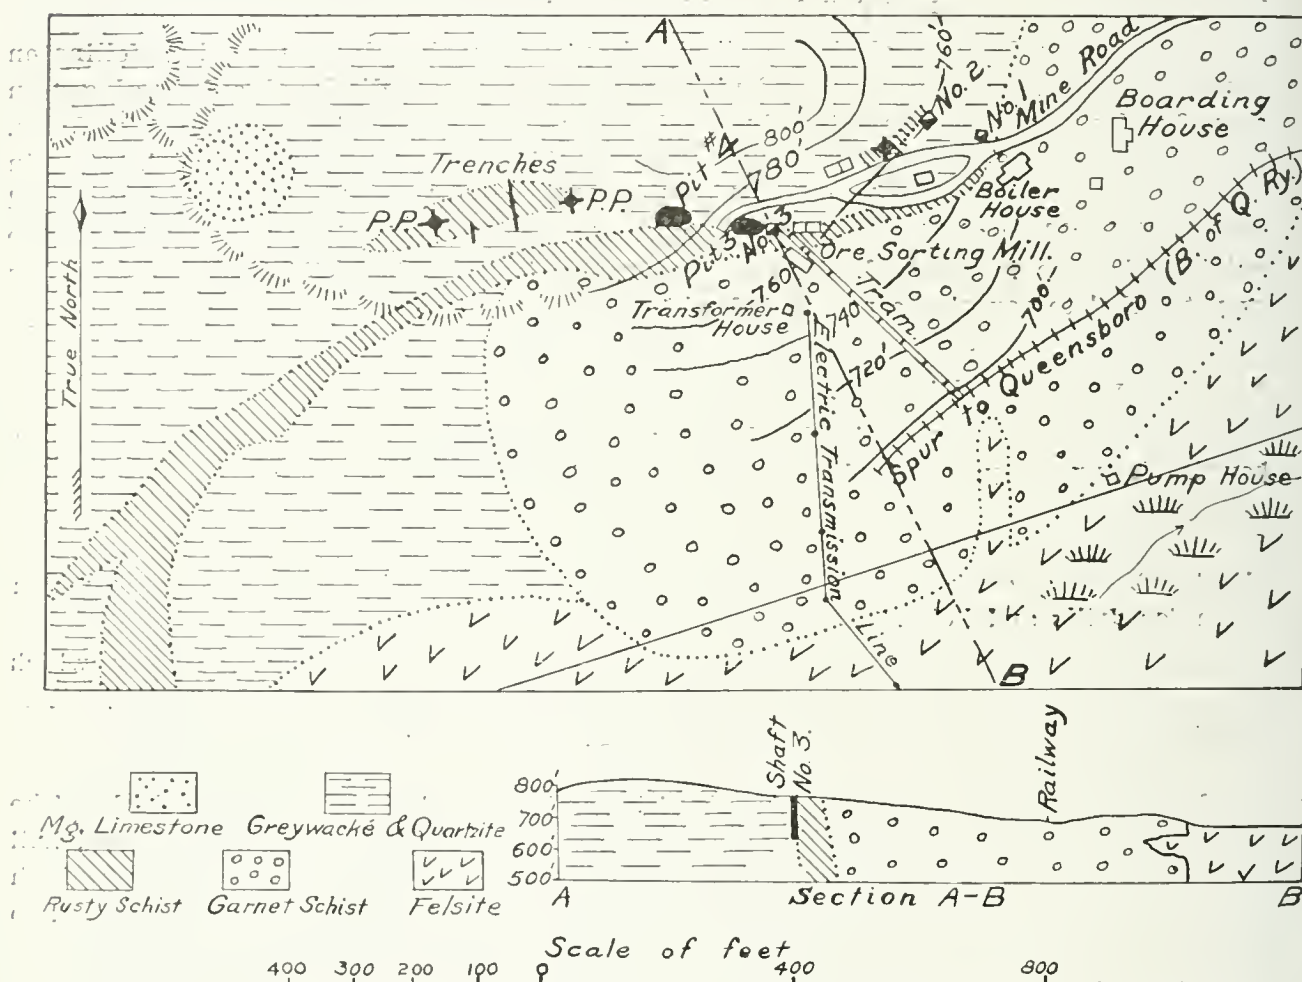 A
760'
No. 2
No. 1
Mine Road
Boarding
House
Pit #4
800'
780'
Trenches
P.P.
P.P.
Boiler
House
Pit 3
No. 3
Ore Sorting Mill.
Transformer
House
760'
740'
720'
700'
Tram.
Spur to Queensboro (B. of Q. Ry.)
True North
Electric Transmission
Line
Pump House
B
Shaft
No. 3.
Railway
800'
700'
600'
500'
A
Section A-B
B
Mg. Limestone
Greywacké & Quartzite
Rusty Schist
Garnet Schist
Felsite
Scale of feet
400 300 200 100 0 400 800